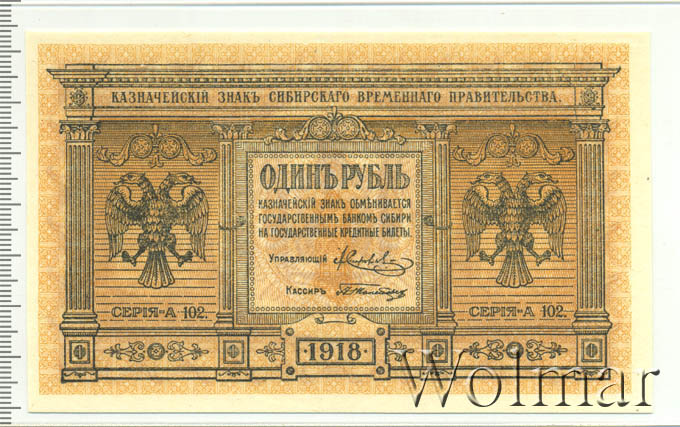 КАЗНАЧЕЙСКІЙ ЗНАКЪ СИБИРСКАГО ВРЕМЕННАГО ПРАВИТЕЛЬСТВА.
ОДИНЪ РУБЛЬ
КАЗНАЧЕЙСКІЙ ЗНАКЪ ОБМѢНИВАЕТСЯ
ГОСУДАРСТВЕННЫМЪ БАНКОМЪ СИБИРИ
НА ГОСУДАРСТВЕННЫЕ КРЕДИТНЫЕ БИЛЕТЫ.
УПРАВЛЯЮЩІЙ
КАССИРЪ
СЕРІЯ-А 102. СЕРІЯ-А 102.
·1918·
Wolmar